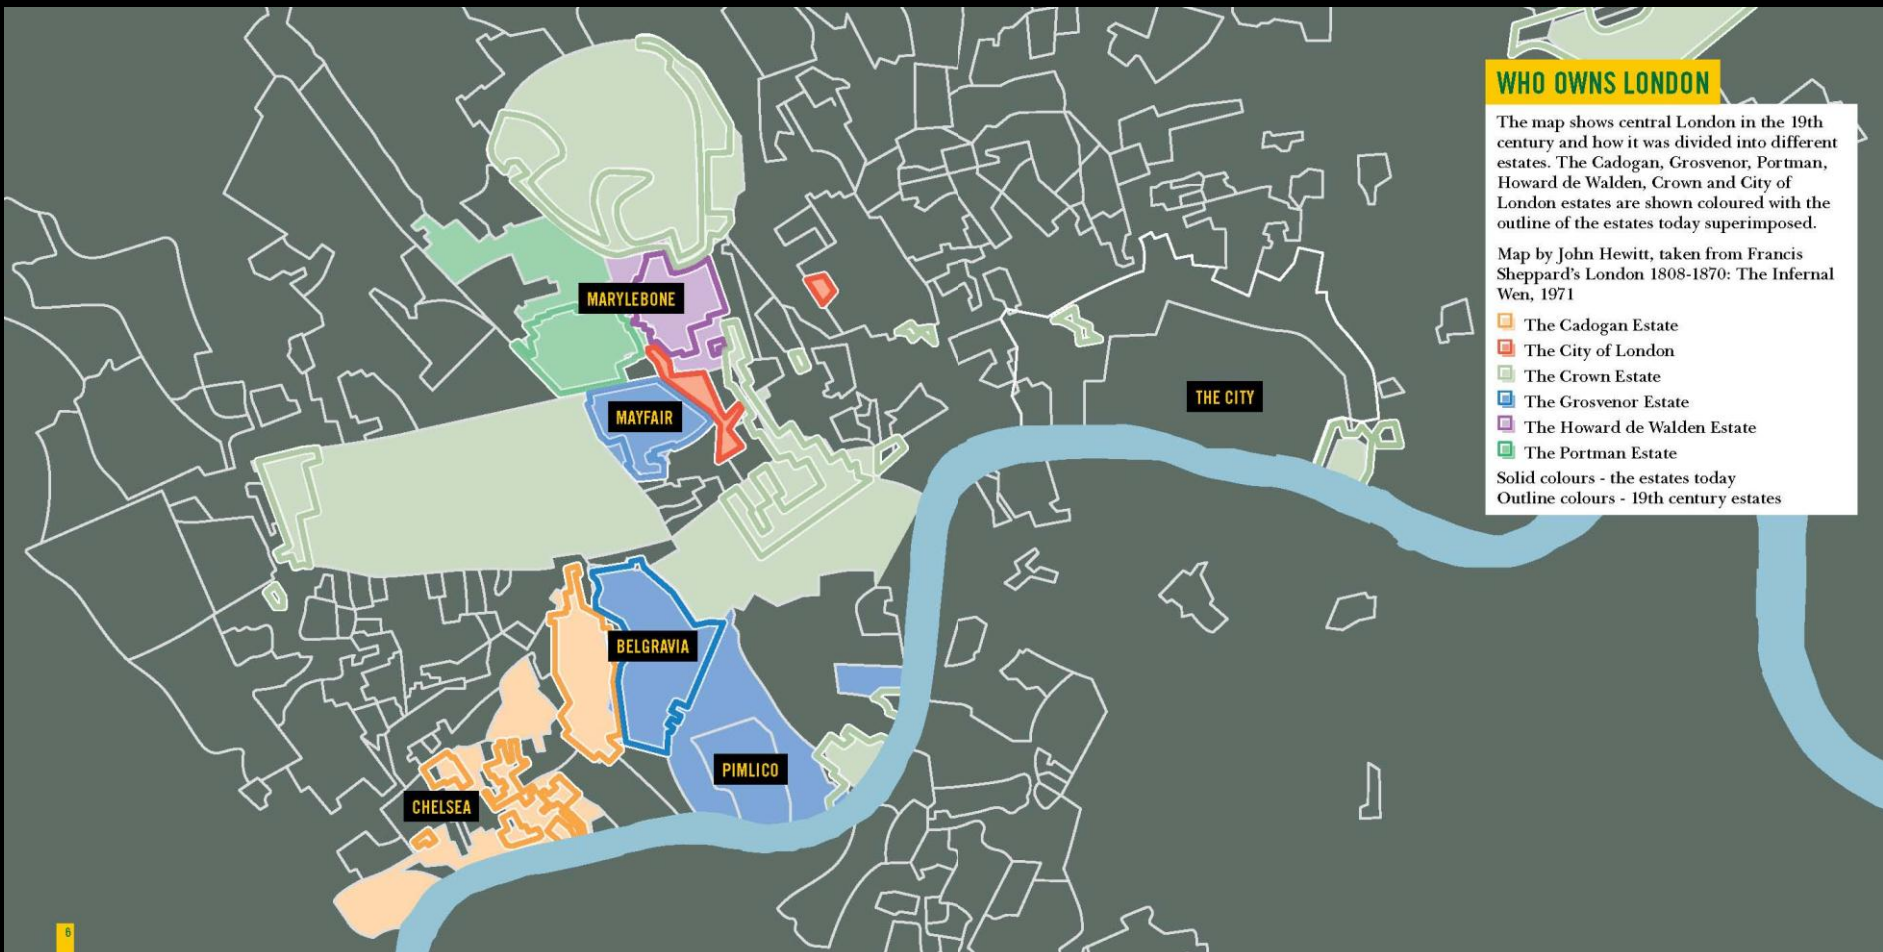 WHO OWNS LONDON
The map shows central London in the 19th
century and how it was divided into different
estates. The Cadogan, Grosvenor, Portman,
Howard de Walden, Crown and City of
London estates are shown coloured with the
outline of the estates today superimposed.
Map by John Hewitt, taken from Francis
Sheppard's London 1808-1870: The Infernal
Wen, 1971
The Cadogan Estate
The City of London
The Crown Estate
The Grosvenor Estate
The Howard de Walden Estate
The Portman Estate
Solid colours - the estates today
Outline colours - 19th century estates
MARYLEBONE
MAYFAIR
THE CITY
BELGRAVIA
PIMLICO
CHELSEA
6